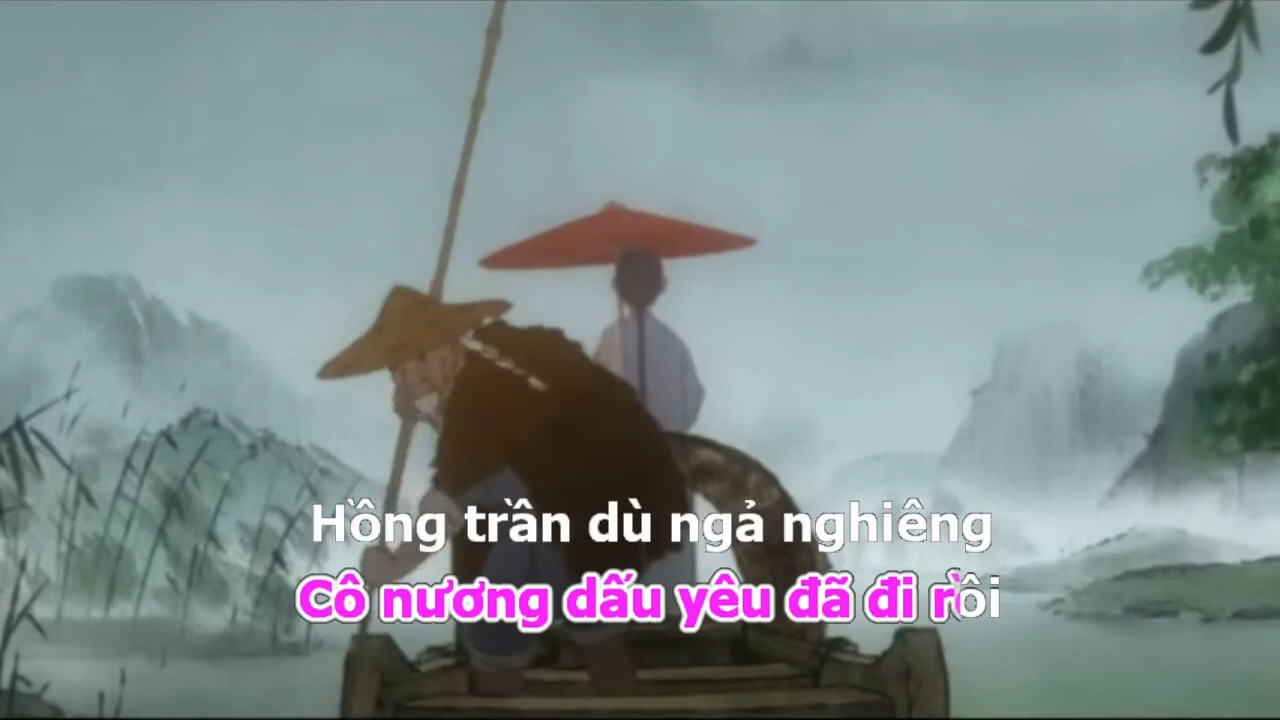 Hồng trần dù ngả nghiêng
Cô nương dấu yêu đã đi rồi